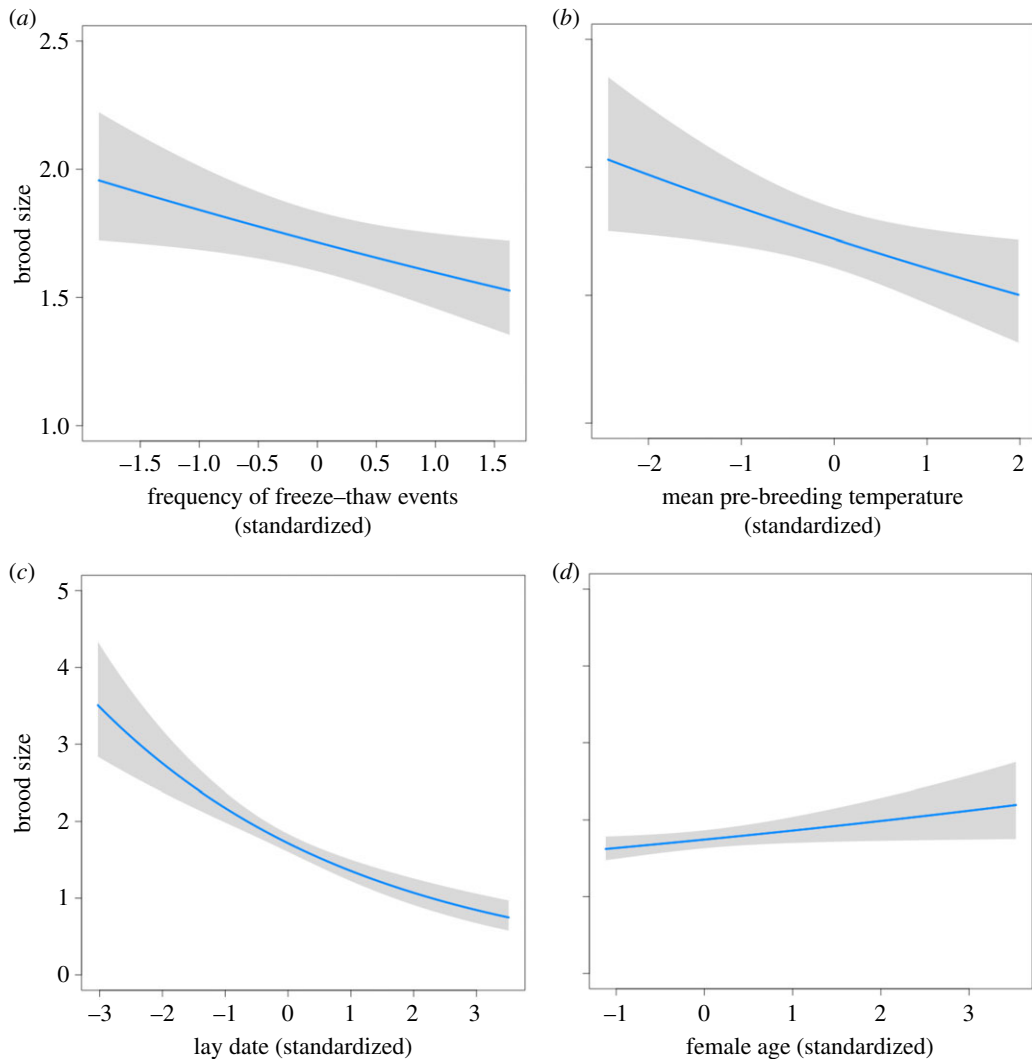 (a)
2.5
2.0
1.5
1.0
brood size
–1.5 –1.0 –0.5 0 0.5 1.0 1.5
frequency of freeze–thaw events
(standardized)
(b)
–2 –1 0 1 2
mean pre-breeding temperature
(standardized)
(c)
5
4
3
2
1
0
brood size
–3 –2 –1 0 1 2 3
lay date (standardized)
(d)
–1 0 1 2 3
female age (standardized)